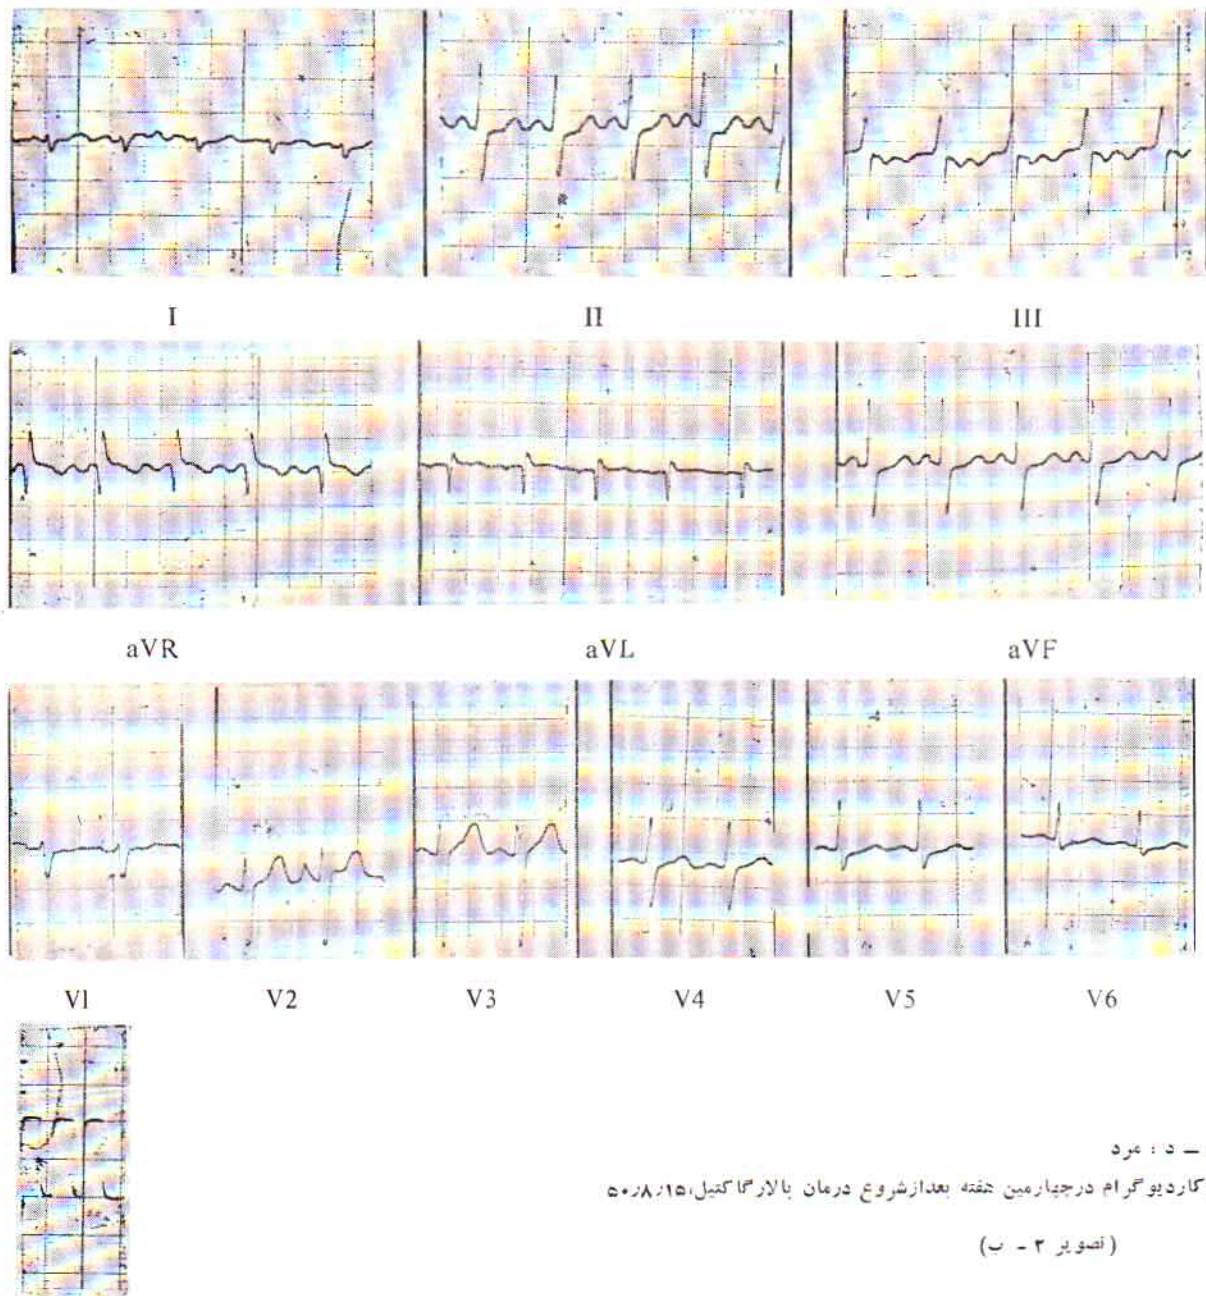 I II III
aVR aVL aVF
V1 V2 V3 V4 V5 V6
ـ د : مرد
کاردیوگرام درچهارمین هفته بعدازشروع درمان بالارگاکتیل،۵۰٫۸٫۱۵
(تصویر ۲ ـ ب)